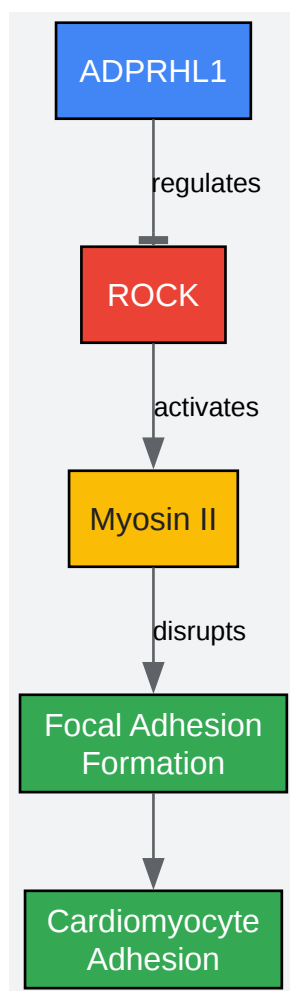 ADPRHL1
regulates
ROCK
activates
Myosin II
disrupts
Focal Adhesion
Formation
Cardiomyocyte
Adhesion